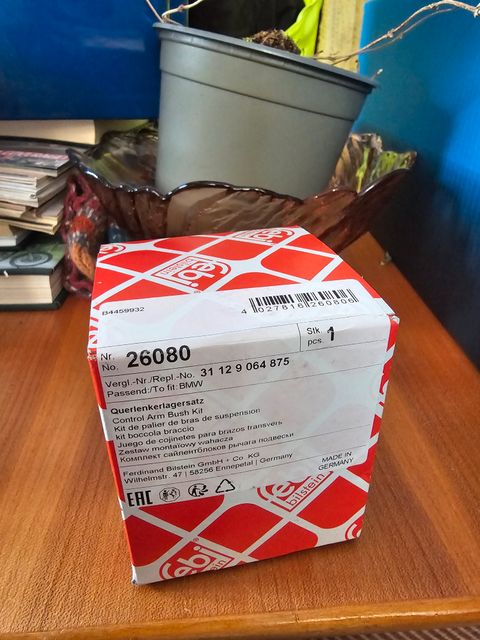 febi
bilstein
B4459932
4 027816 260806
Nr.
No. 26080
Stk.
pcs. 1
Vergl.-Nr./Repl.-No. 31 12 9 064 875
Passend:/To fit: BMW
Querlenkerlagersatz
Control Arm Bush Kit
Kit de palier de bras de suspension
kit boccola braccio
Juego de cojinetes para brazos transvers
Zestaw montażowy wahacza
Комплект сайлентблоков рычага подвески
Ferdinand Bilstein GmbH + Co. KG
Wilhelmstr. 47 | 58256 Ennepetal | Germany
MADE IN
GERMANY
EAC
febi
bilstein
febi